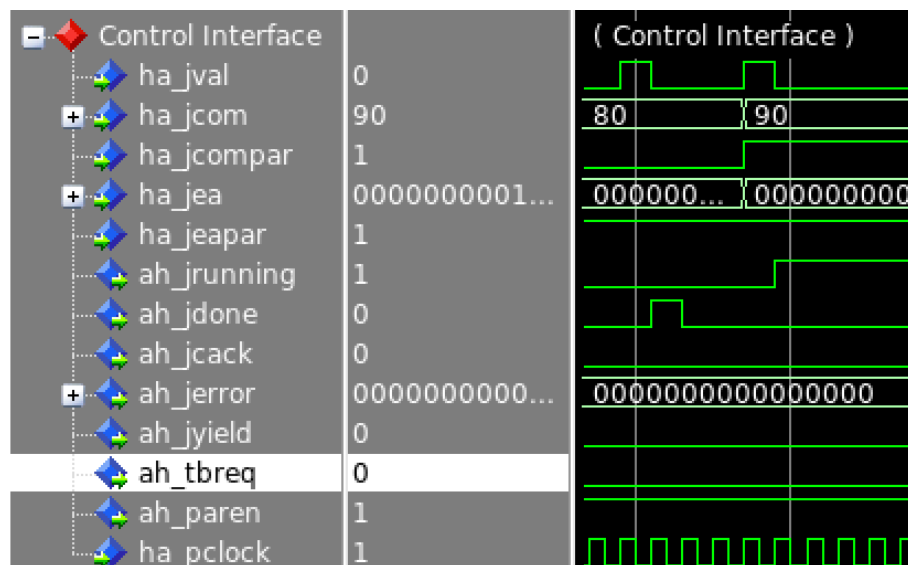 Control Interface ( Control Interface )
ha_jval 0
ha_jcom 90 80 90
ha_jcompar 1
ha_jea 0000000001... 000000... 000000000
ha_jeapar 1
ah_jrunning 1
ah_jdone 0
ah_jcack 0
ah_jerror 0000000000... 0000000000000000
ah_jyield 0
ah_tbreq 0
ah_paren 1
ha_pclock 1